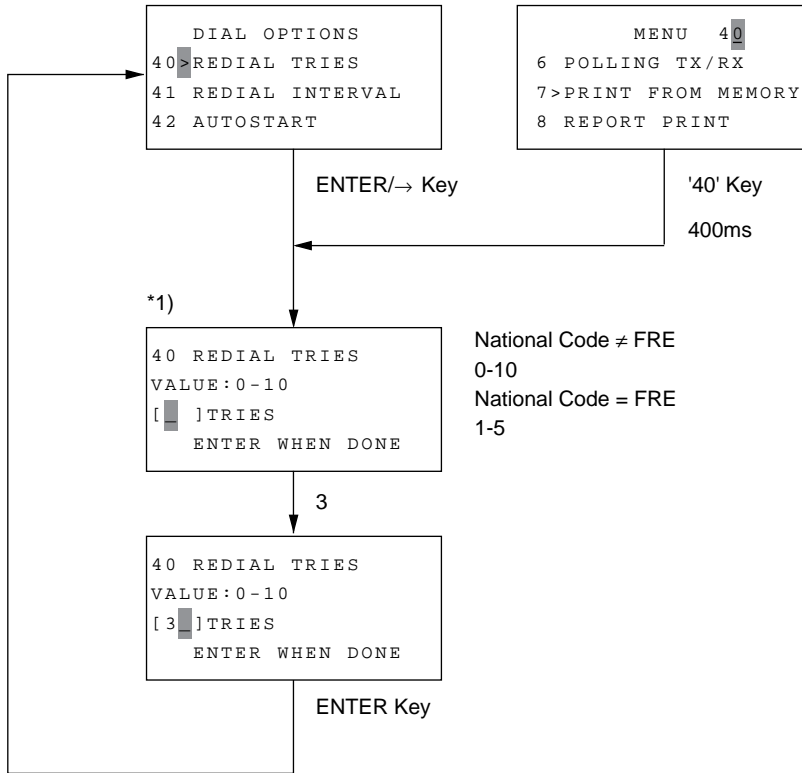 DIAL OPTIONS
40>REDIAL TRIES
41 REDIAL INTERVAL
42 AUTOSTART
MENU 40
6 POLLING TX/RX
7>PRINT FROM MEMORY
8 REPORT PRINT
ENTER/→ Key
'40' Key
400ms
*1)
40 REDIAL TRIES
VALUE:0-10
[_ ]TRIES
ENTER WHEN DONE
National Code ≠ FRE
0-10
National Code = FRE
1-5
3
40 REDIAL TRIES
VALUE:0-10
[3_]TRIES
ENTER WHEN DONE
ENTER Key